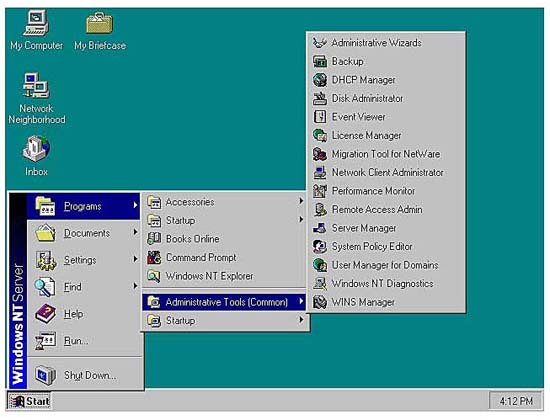 My Computer
My Briefcase
Network
Neighborhood
Inbox
Windows NT Server
Programs
Documents
Settings
Find
Help
Run...
Shut Down...
Accessories
Startup
Books Online
Command Prompt
Windows NT Explorer
Administrative Tools (Common)
Startup
Administrative Wizards
Backup
DHCP Manager
Disk Administrator
Event Viewer
License Manager
Migration Tool for NetWare
Network Client Administrator
Performance Monitor
Remote Access Admin
Server Manager
System Policy Editor
User Manager for Domains
Windows NT Diagnostics
WINS Manager
Start
4:12 PM